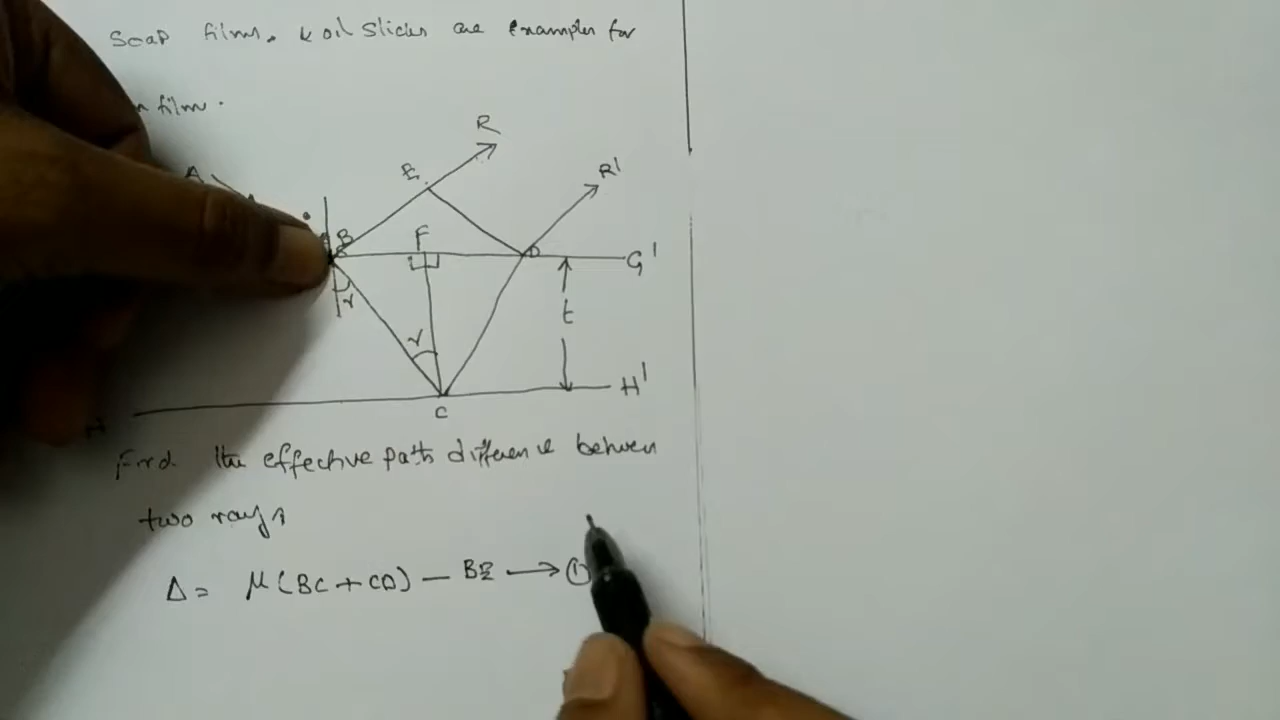 Soap films. & oil slicks are examples for
film.
R
A
E
R'
B
F
D
G'
r
t
r
H'
C
Find the effective path difference between
two rays
Δ = μ(BC + CD) — BE → ①